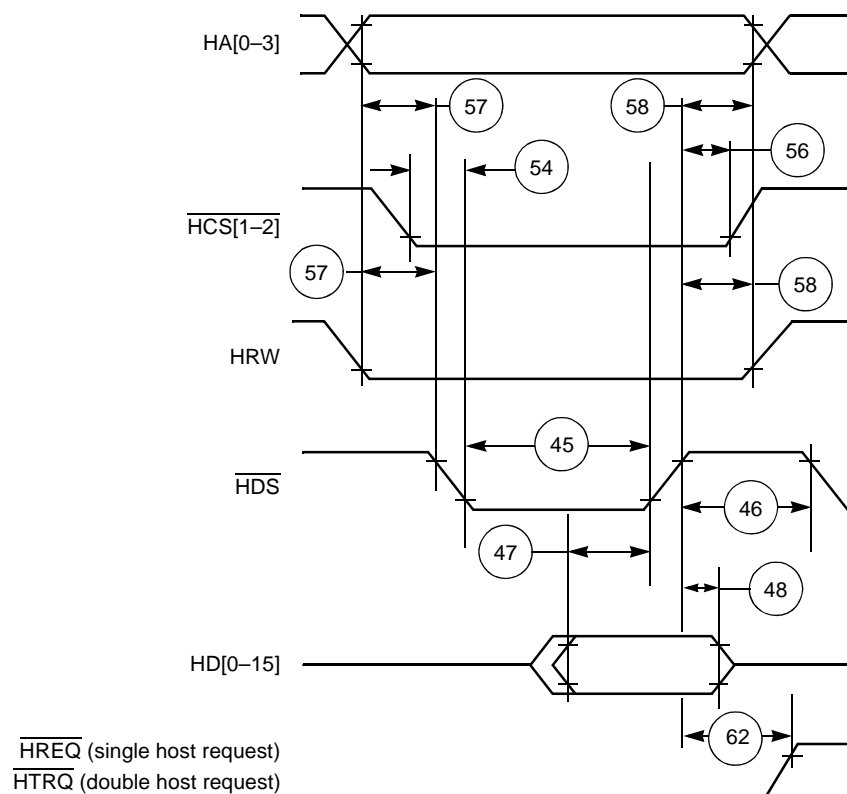 HA[0–3]
57
58
54
56
HCS[1–2]
57
58
HRW
45
HDS
46
47
48
HD[0–15]
62
HREQ (single host request)
HTRQ (double host request)